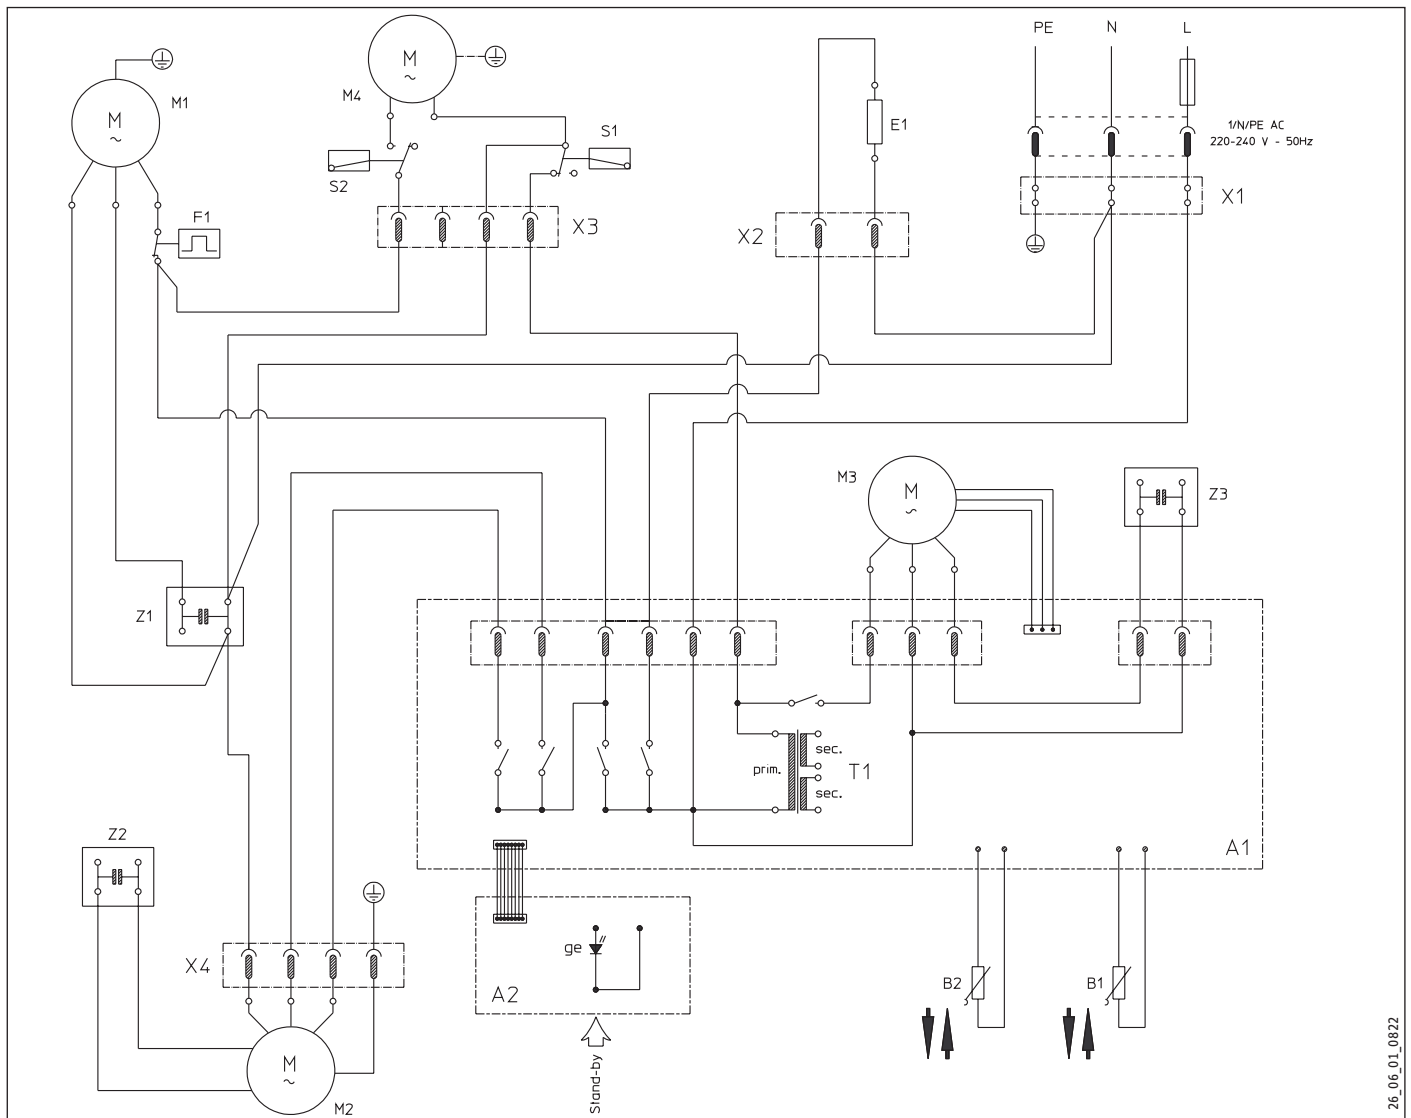 PE N L
M
~
M4
M1
M
~
S1
S2
E1
1/N/PE AC
220-240 V - 50Hz
F1
X3
X2
X1
M3
M
~
Z3
Z1
prim.
sec.
T1
sec.
Z2
A1
X4
ge
A2
Stand-by
B2
B1
M
~
M2
26_06_01_0822